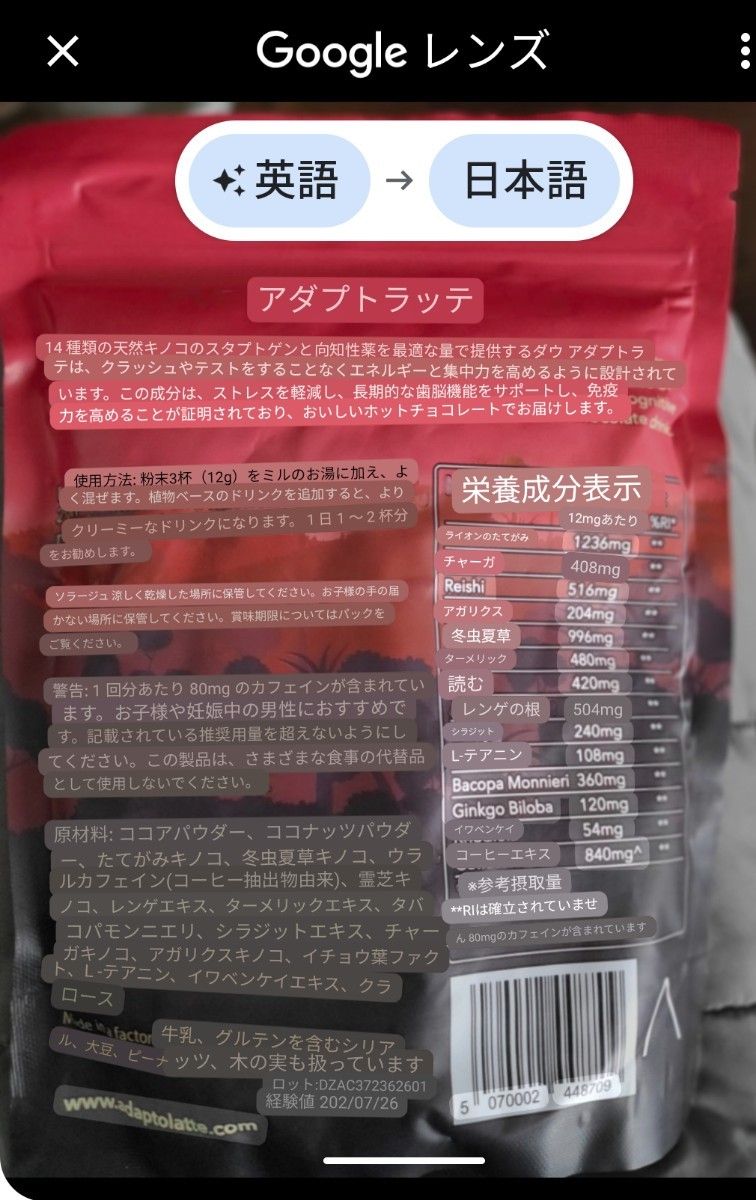 Google レンズ
英語 → 日本語
アダプトラッテ
14 種類の天然キノコのスタプトゲンと向知性薬を最適な量で提供するダウ アダプトラ
テは、クラッシュやテストをすることなくエネルギーと集中力を高めるように設計されて
います。この成分は、ストレスを軽減し、長期的な歯脳機能をサポートし、免疫
力を高めることが証明されており、おいしいホットチョコレートでお届けします。
使用方法: 粉末3杯（12g）をミルのお湯に加え、よ
く混ぜます。植物ベースのドリンクを追加すると、より
クリーミーなドリンクになります。1日1～2杯分
をお勧めします。
ソラージュ 涼しく乾燥した場所に保管してください。お子様の手の届
かない場所に保管してください。賞味期限についてはパックを
ご覧ください。
警告: 1 回分あたり 80mg のカフェインが含まれてい
ます。お子様や妊娠中の男性におすすめで
す。記載されている推奨用量を超えないようにし
てください。この製品は、さまざまな食事の代替品
として使用しないでください。
原材料: ココアパウダー、ココナッツパウダ
ー、たてがみキノコ、冬虫夏草キノコ、ウラ
ルカフェイン(コーヒー抽出物由来)、霊芝キ
ノコ、レンゲエキス、ターメリックエキス、タバ
コパモンニエリ、シラジットエキス、チャー
ガキノコ、アガリクスキノコ、イチョウ葉ファク
ト、L-テアニン、イワベンケイエキス、クラ
ロース
Made in a factor
牛乳、グルテンを含むシリア
ル、大豆、ピーナッツ、木の実も扱っています
ロット:DZAC372362601
経験値 202/07/26
www.adaptolatte.com
栄養成分表示
12mgあたり %RI*
ライオンのたてがみ 1236mg **
チャーガ 408mg
Reishi 516mg **
アガリクス 204mg **
冬虫夏草 996mg **
ターメリック 480mg **
読む 420mg **
レンゲの根 504mg **
シラジット 240mg **
L-テアニン 108mg **
Bacopa Monnieri 360mg **
Ginkgo Biloba 120mg **
イワベンケイ 54mg **
コーヒーエキス 840mg^ **
※参考摂取量
**RIは確立されていませ
ん 80mgのカフェインが含まれています
5 070002 448709